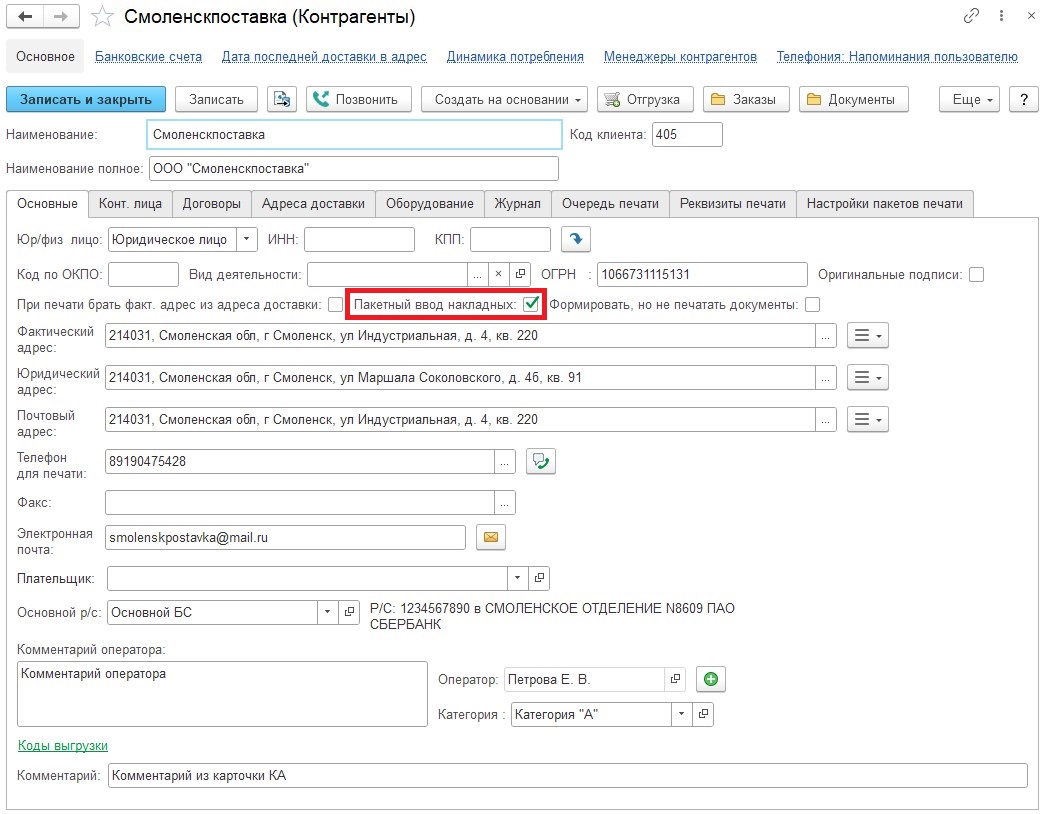 Смоленскпоставка (Контрагенты)
Основное Банковские счета Дата последней доставки в адрес Динамика потребления Менеджеры контрагентов Телефония: Напоминания пользователю
Записать и закрыть Записать Позвонить Создать на основании Отгрузка Заказы Документы Еще ?
Наименование: Смоленскпоставка Код клиента: 405
Наименование полное: ООО "Смоленскпоставка"
Основные Конт. лица Договоры Адреса доставки Оборудование Журнал Очередь печати Реквизиты печати Настройки пакетов печати
Юр/физ лицо: Юридическое лицо ИНН: КПП:
Код по ОКПО: Вид деятельности: ... × ОГРН : 1066731115131 Оригинальные подписи:
При печати брать факт. адрес из адреса доставки: Пакетный ввод накладных: Формировать, но не печатать документы:
Фактический
адрес: 214031, Смоленская обл, г Смоленск, ул Индустриальная, д. 4, кв. 220 ...
Юридический
адрес: 214031, Смоленская обл, г Смоленск, ул Маршала Соколовского, д. 4б, кв. 91 ...
Почтовый
адрес: 214031, Смоленская обл, г Смоленск, ул Индустриальная, д. 4, кв. 220 ...
Телефон
для печати: 89190475428 ...
Факс: ...
Электронная
почта: smolenskpostavka@mail.ru
Плательщик:
Основной р/с: Основной БС Р/С: 1234567890 в СМОЛЕНСКОЕ ОТДЕЛЕНИЕ N8609 ПАО
СБЕРБАНК
Комментарий оператора:
Комментарий оператора
Оператор: Петрова Е. В.
Категория : Категория "А"
Коды выгрузки
Комментарий: Комментарий из карточки КА